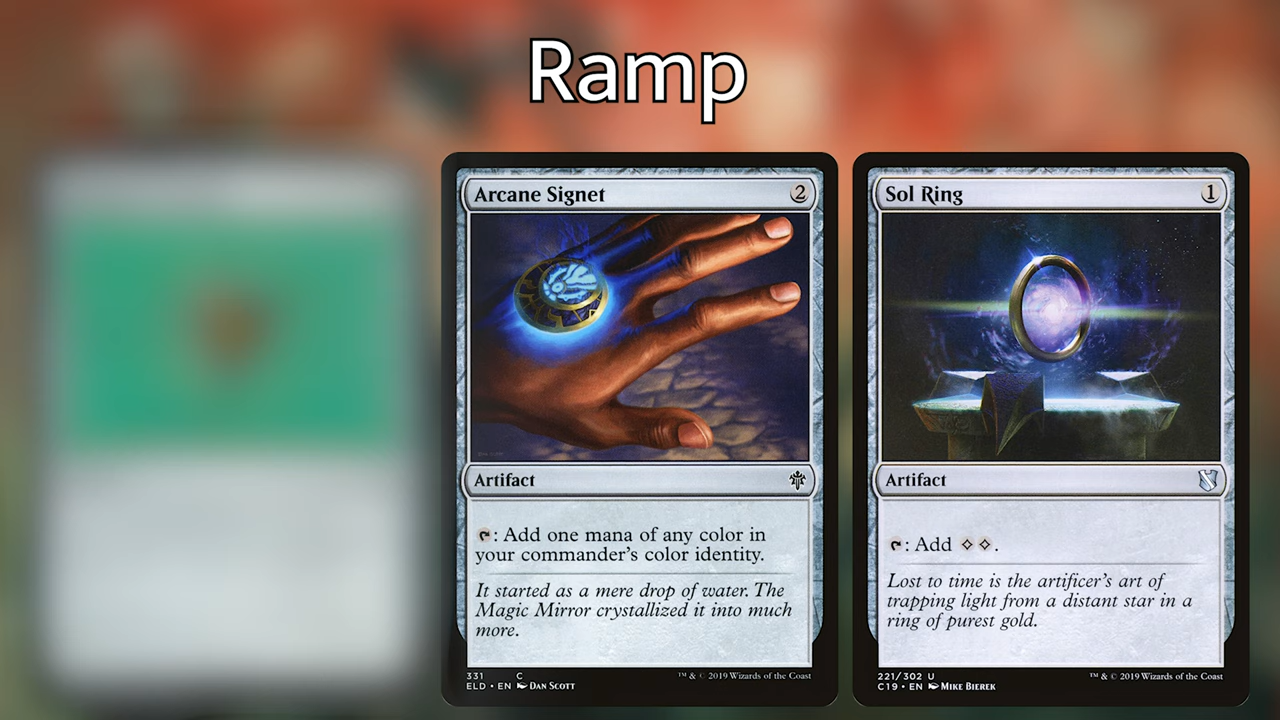 Ramp
Arcane Signet 2
Artifact
: Add one mana of any color in
your commander's color identity.
It started as a mere drop of water. The
Magic Mirror crystallized it into much
more.
331 C
ELD • EN DAN SCOTT
™ & © 2019 Wizards of the Coast
Sol Ring 1
Artifact
: Add .
Lost to time is the artificer's art of
trapping light from a distant star in a
ring of purest gold.
221/302 U
C19 • EN MIKE BIEREK
™ & © 2019 Wizards of the Coast